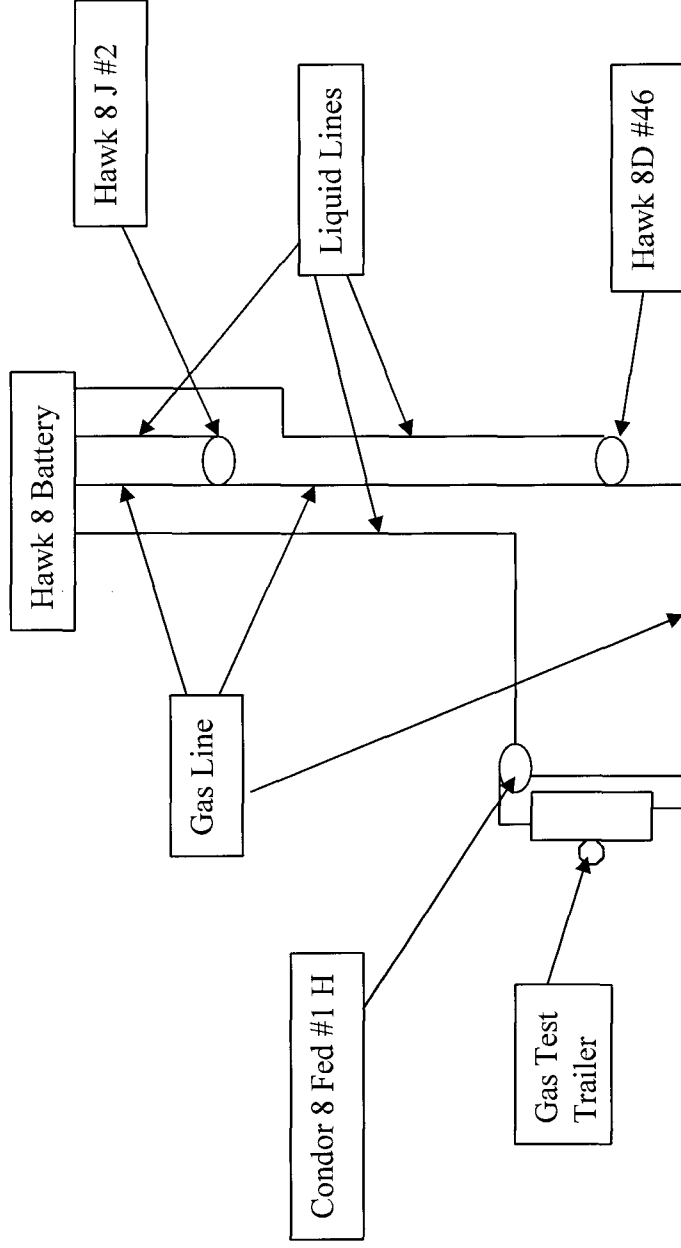 Hawk 8 Battery
Hawk 8 J #2
Gas Line
Liquid Lines
Condor 8 Fed #1 H
Gas Test
Trailer
Hawk 8D #46